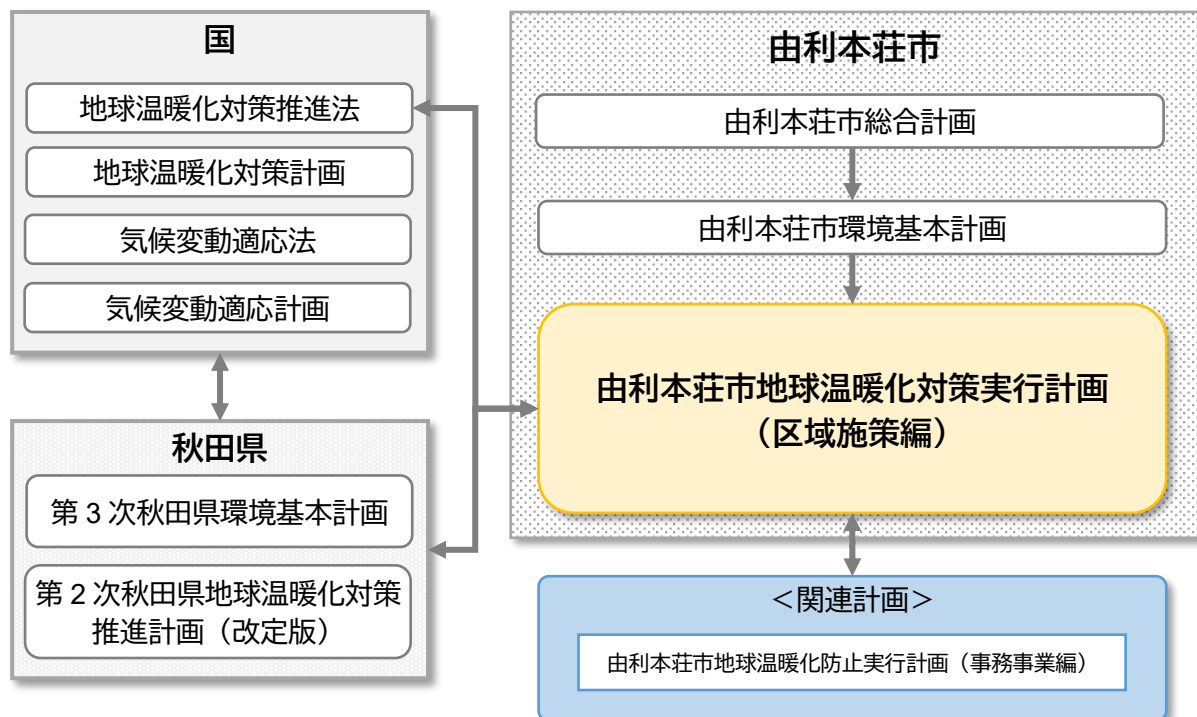 国
地球温暖化対策推進法
地球温暖化対策計画
気候変動適応法
気候変動適応計画
秋田県
第3次秋田県環境基本計画
第2次秋田県地球温暖化対策
推進計画（改定版）
由利本荘市
由利本荘市総合計画
由利本荘市環境基本計画
由利本荘市地球温暖化対策実行計画
（区域施策編）
＜関連計画＞
由利本荘市地球温暖化防止実行計画（事務事業編）